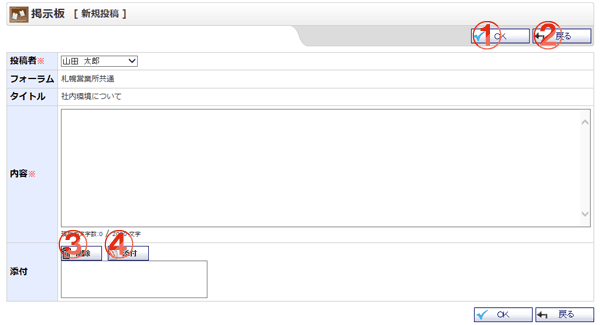 掲示板 [ 新規投稿 ]
① OK ② 戻る
投稿者※ 山田 太郎
フォーラム 札幌営業所共通
タイトル 社内環境について
内容※
文字数:0 / 文字
③ 除 ④ 添付
添付
OK 戻る